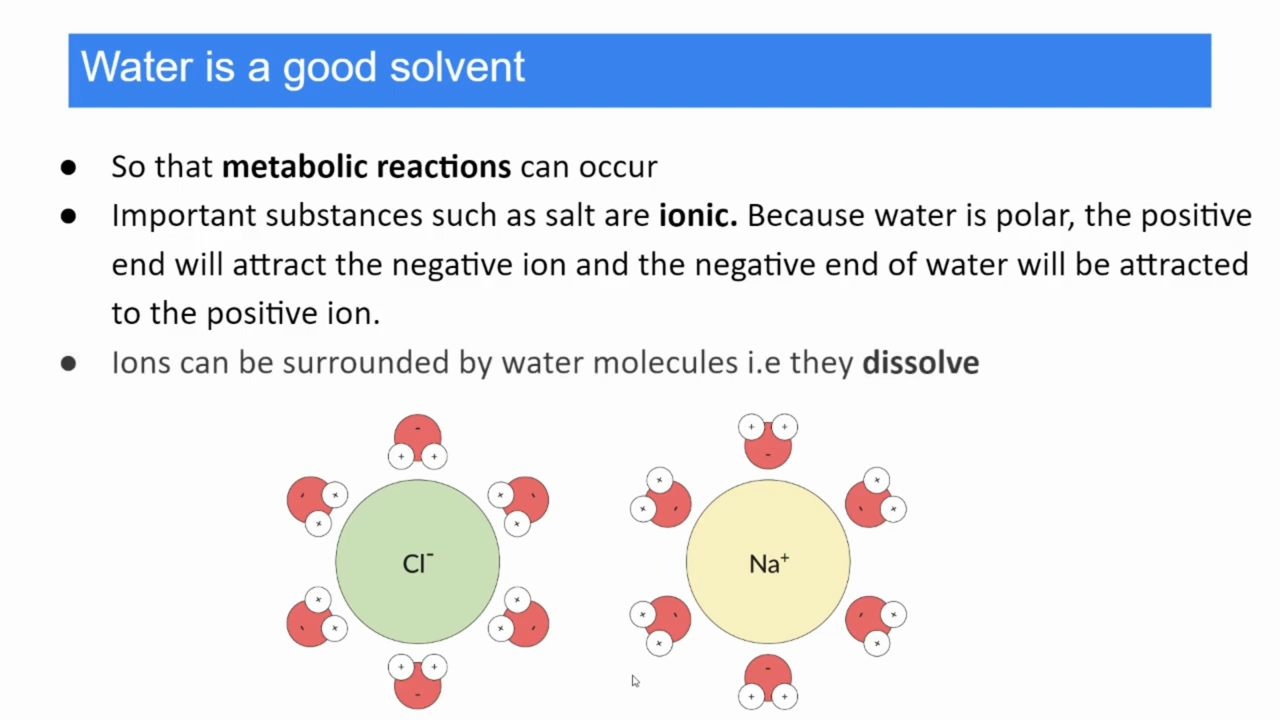 Water is a good solvent
● So that metabolic reactions can occur
● Important substances such as salt are ionic. Because water is polar, the positive
end will attract the negative ion and the negative end of water will be attracted
to the positive ion.
● Ions can be surrounded by water molecules i.e they dissolve
-
+ +
- + +
+ - +
Cl⁻
+ + -
+ - +
+ +
-
+ +
-
+ + -
+ - +
Na⁺
+ - +
- + +
-
+ +